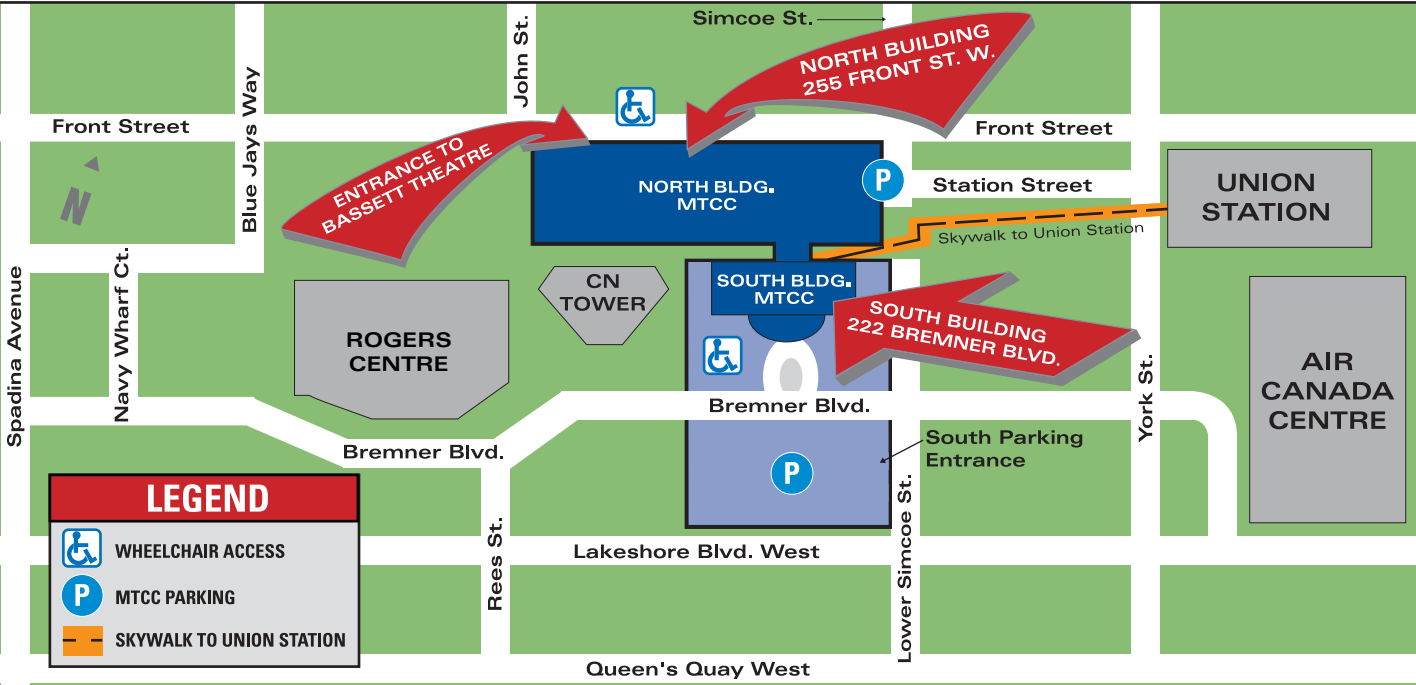 Simcoe St.
NORTH BUILDING
255 FRONT ST. W.
John St.
Blue Jays Way
Front Street
Front Street
ENTRANCE TO
BASSETT THEATRE
N
NORTH BLDG.
MTCC
P
Station Street
UNION
STATION
Skywalk to Union Station
Spadina Avenue
Navy Wharf Ct.
CN
TOWER
SOUTH BLDG.
MTCC
SOUTH BUILDING
222 BREMNER BLVD.
ROGERS
CENTRE
AIR
CANADA
CENTRE
York St.
Bremner Blvd.
Bremner Blvd.
South Parking
Entrance
P
Lower Simcoe St.
Rees St.
LEGEND
WHEELCHAIR ACCESS
P MTCC PARKING
SKYWALK TO UNION STATION
Lakeshore Blvd. West
Queen's Quay West